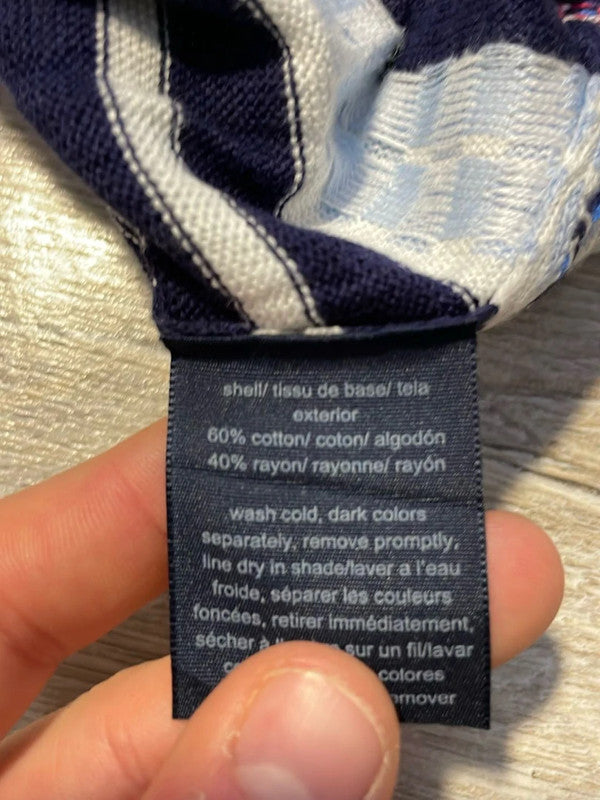 shell/ tissu de base/ tela
exterior
60% cotton/ coton/ algodón
40% rayon/ rayonne/ rayón
wash cold, dark colors
separately, remove promptly,
line dry in shade/laver a l'eau
froide, séparer les couleurs
foncées, retirer immédiatement,
sécher à sur un fil/lavar
colores